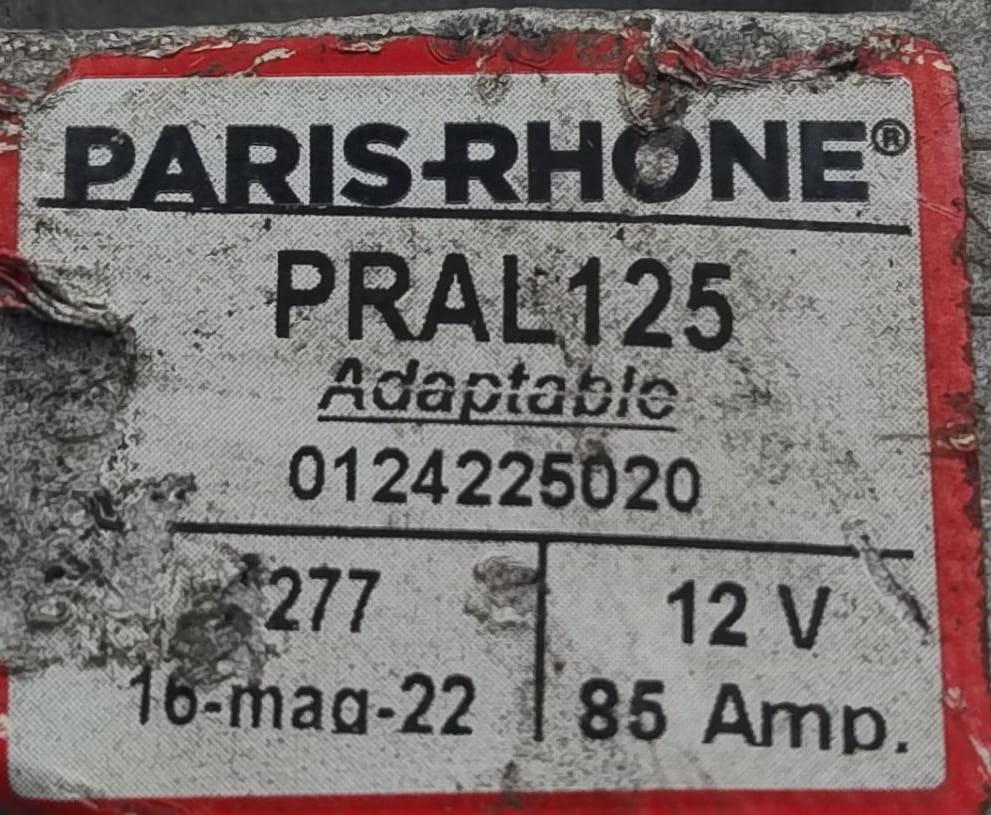 PARIS-RHONE®
PRAL125
Adaptable
0124225020
277
16-mag-22
12 V
85 Amp.